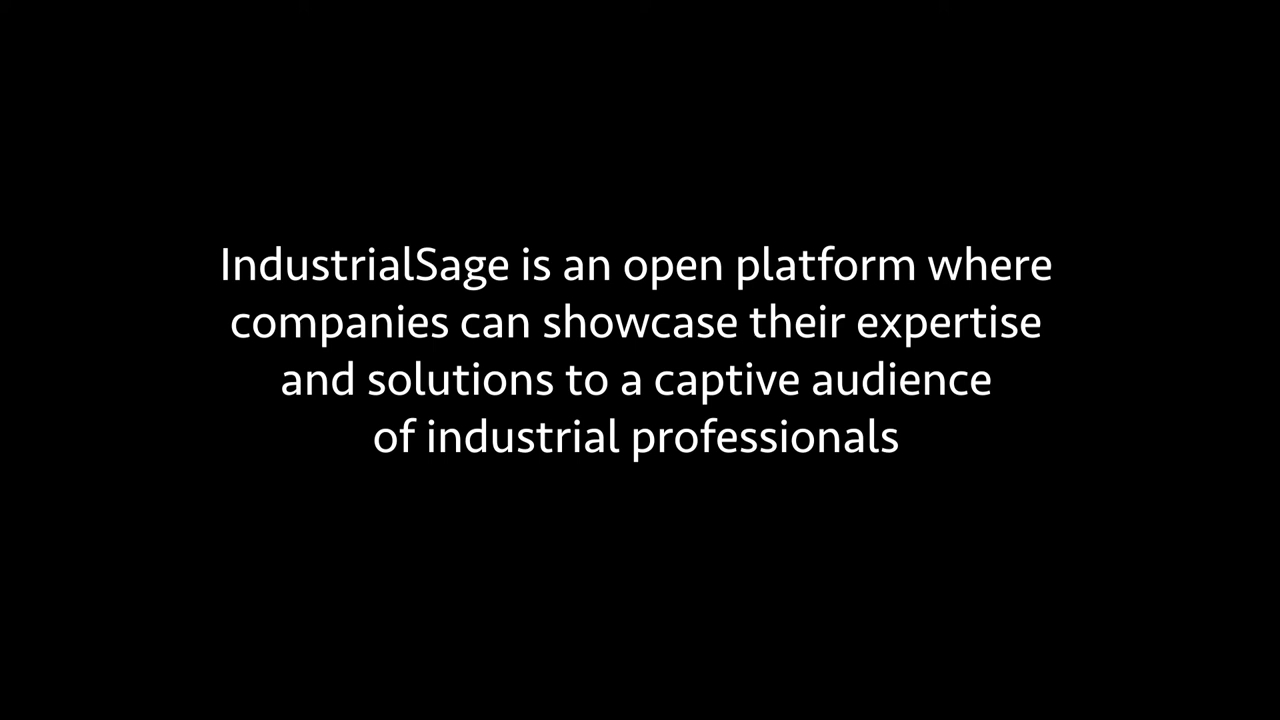 IndustrialSage is an open platform where
companies can showcase their expertise
and solutions to a captive audience
of industrial professionals